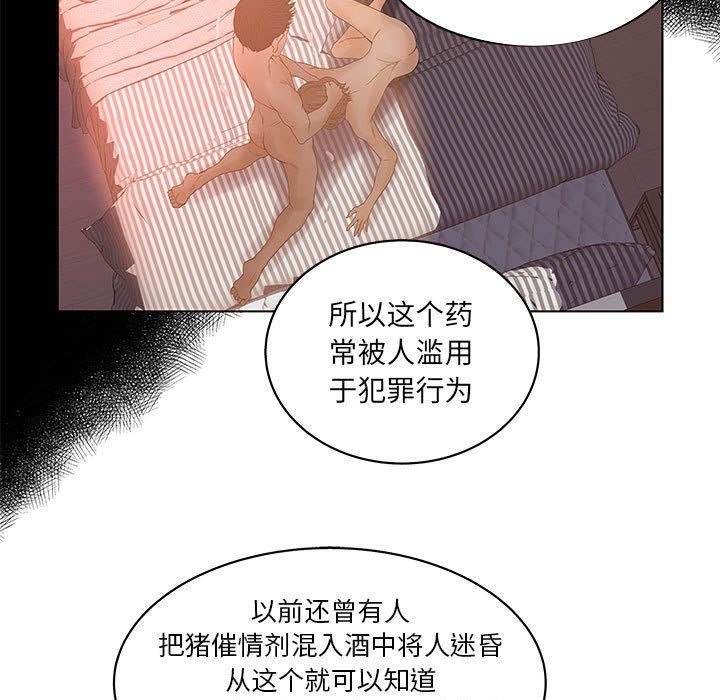 所以这个药
常被人滥用
于犯罪行为
以前还曾有人
把猪催情剂混入酒中将人迷昏
从这个就可以知道